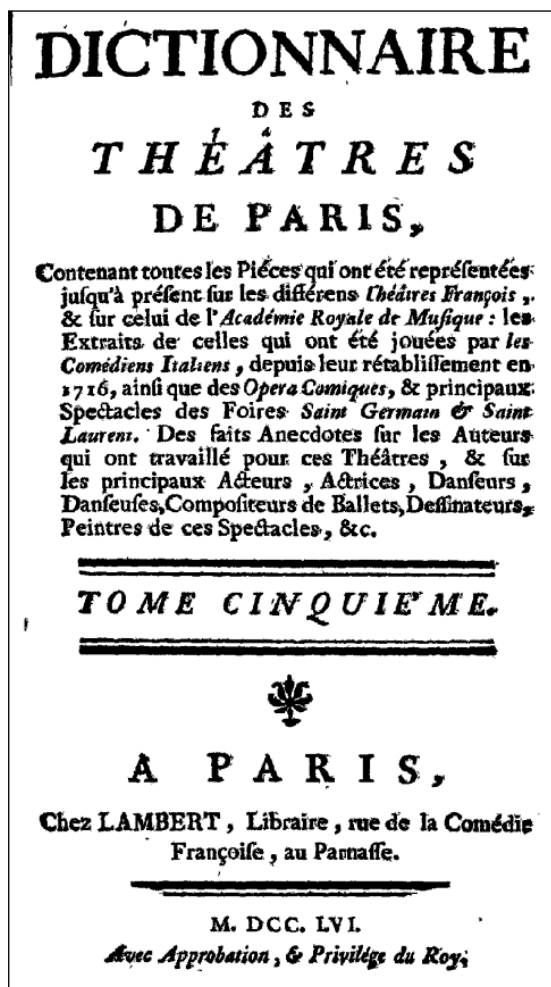 DICTIONNAIRE
DES
THÉÂTRES
DE PARIS,
Contenant toutes les Piéces qui ont été repréſentées
juſqu'à préſent ſur les différens Théâtres François,
& ſur celui de l'Académie Royale de Muſique : les
Extraits de celles qui ont été jouées par les
Comédiens Italiens, depuis leur rétabliſſement en
1716, ainſi que des Opera Comiques, & principaux
Spectacles des Foires Saint Germain & Saint
Laurent. Des faits Anecdotes ſur les Auteurs
qui ont travaillé pour ces Théâtres, & ſur
les principaux Acteurs, Actrices, Danſeurs,
Danſeuſes, Compoſiteurs de Ballets, Deſſinateurs,
Peintres de ces Spectacles, &c.
TOME CINQUIEME.
A PARIS,
Chez LAMBERT, Libraire, rue de la Comédie
Françoiſe, au Parnaſſe.
M. DCC. LVI.
Avec Approbation, & Privilége du Roy.